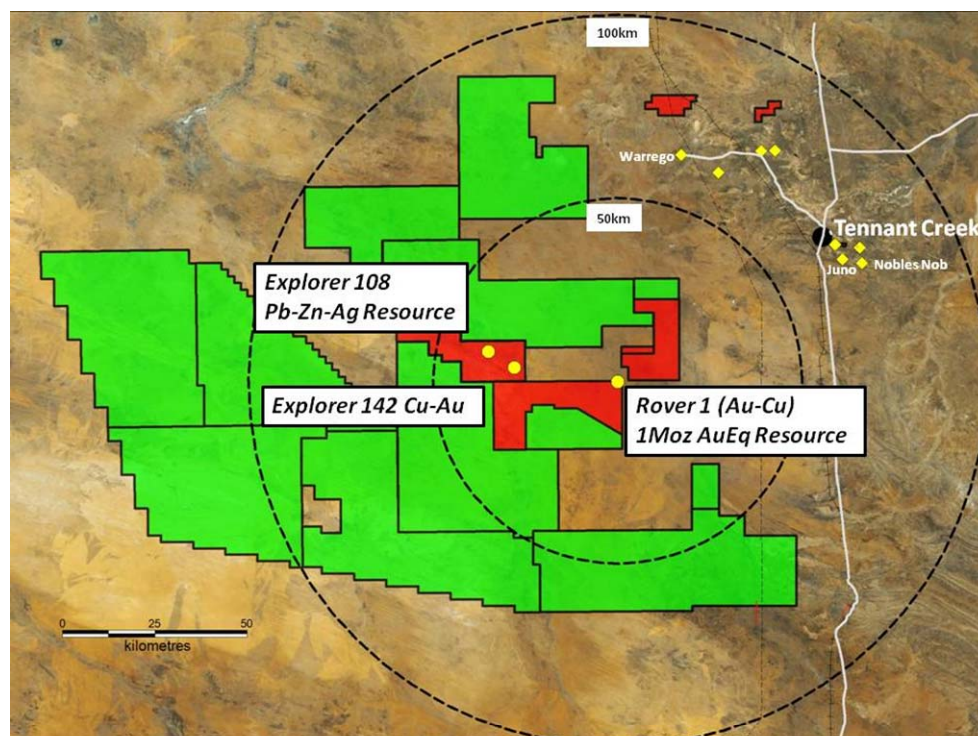 100km
Warrego
50km
Tennant Creek
Juno
Nobles Nob
Explorer 108
Pb-Zn-Ag Resource
Explorer 142 Cu-Au
Rover 1 (Au-Cu)
1Moz AuEq Resource
0 25 50
kilometres